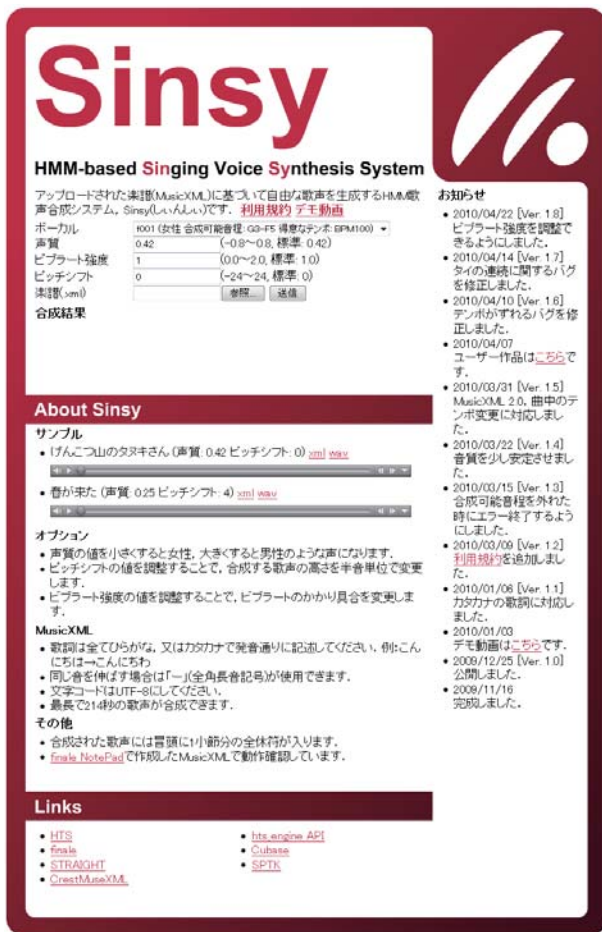 Sinsy
HMM-based Singing Voice Synthesis System
アップロードされた楽譜(MusicXML)に基づいて自由な歌声を生成するHMM歌
声合成システム, Sinsy(しぃんしぃ)です. 利用規約 デモ動画
ボーカル f001 (女性 合成可能音程: G3-F5 得意なテンポ: BPM100)
声質 0.42 (-0.8~0.8, 標準: 0.42)
ビブラート強度 1 (0.0~2.0, 標準: 1.0)
ピッチシフト 0 (-24~24, 標準: 0)
楽譜(.xml) 参照... 送信
合成結果
About Sinsy
サンプル
• げんこつ山のタヌキさん (声質: 0.42 ピッチシフト: 0) xml wav
• 春が来た (声質: 0.25 ピッチシフト: 4) xml wav
オプション
• 声質の値を小さくすると女性, 大きくすると男性のような声になります.
• ピッチシフトの値を調整することで, 合成する歌声の高さを半音単位で変更
します.
• ビブラート強度の値を調整することで, ビブラートのかかり具合を変更しま
す.
MusicXML
• 歌詞は全てひらがな, 又はカタカナで発音通りに記述してください. 例:こん
にちは→こんにちわ
• 同じ音を伸ばす場合は「ー」(全角長音記号)が使用できます.
• 文字コードはUTF-8にしてください.
• 最長で214秒の歌声が合成できます.
その他
• 合成された歌声には冒頭に1小節分の全休符が入ります.
• finale NotePadで作成したMusicXMLで動作確認しています.
Links
• HTS
• finale
• STRAIGHT
• CrestMuseXML
• hts_engine API
• Cubase
• SPTK
お知らせ
• 2010/04/22 [Ver. 1.8]
ビブラート強度を調整で
きるようにしました.
• 2010/04/14 [Ver. 1.7]
タイの連続に関するバグ
を修正しました.
• 2010/04/10 [Ver. 1.6]
テンポがずれるバグを修
正しました.
• 2010/04/07
ユーザー作品はこちらで
す.
• 2010/03/31 [Ver. 1.5]
MusicXML 2.0, 曲中のテ
ンポ変更に対応しまし
た.
• 2010/03/22 [Ver. 1.4]
音質を少し安定させまし
た.
• 2010/03/15 [Ver. 1.3]
合成可能音程を外れた
時にエラー終了するよう
にしました.
• 2010/03/09 [Ver. 1.2]
利用規約を追加しまし
た.
• 2010/01/06 [Ver. 1.1]
カタカナの歌詞に対応し
ました.
• 2010/01/03
デモ動画はこちらです.
• 2009/12/25 [Ver. 1.0]
公開しました.
• 2009/11/16
完成しました.